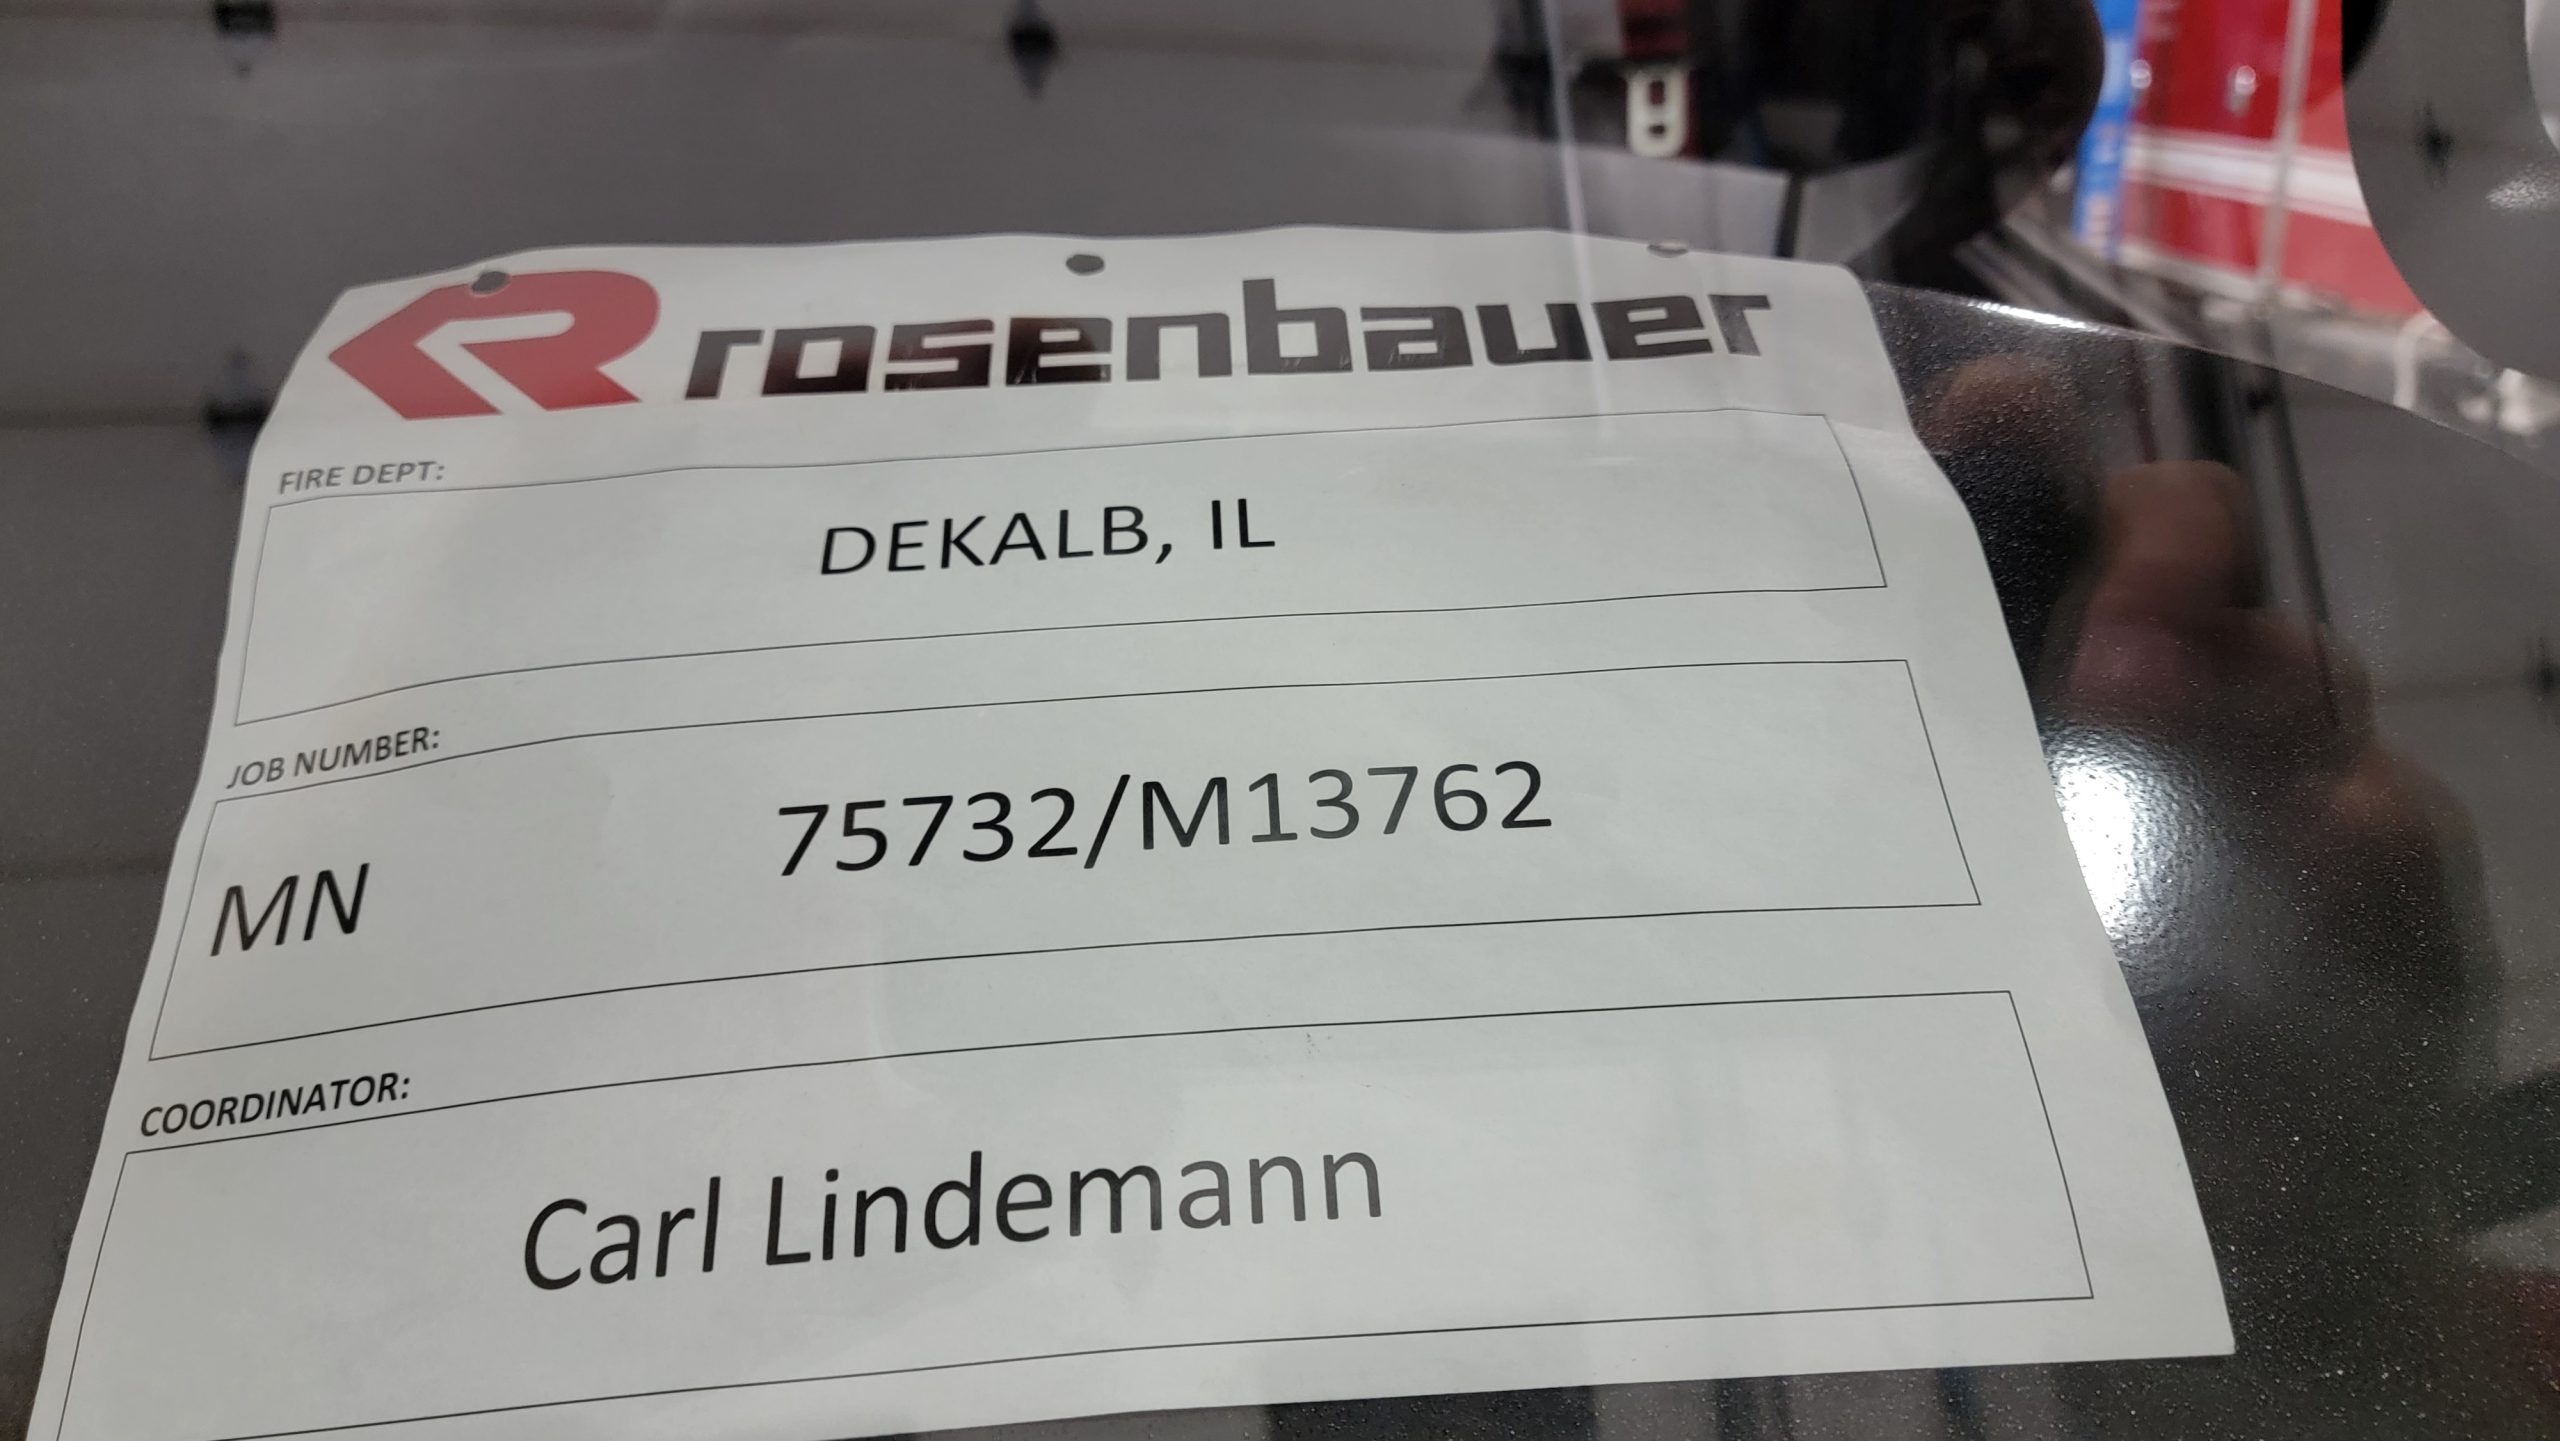 rosenbauer
FIRE DEPT:
DEKALB, IL
JOB NUMBER:
MN 75732/M13762
COORDINATOR:
Carl Lindemann